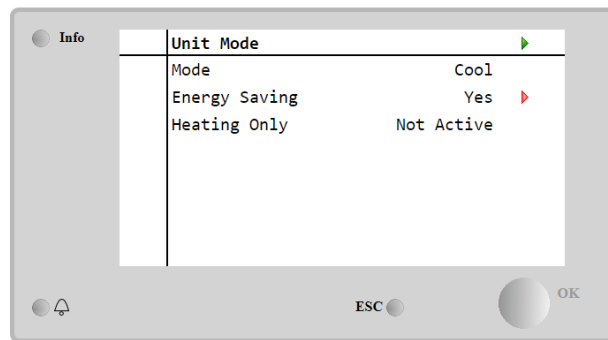 Info
Unit Mode
Mode Cool
Energy Saving Yes
Heating Only Not Active
ESC
OK